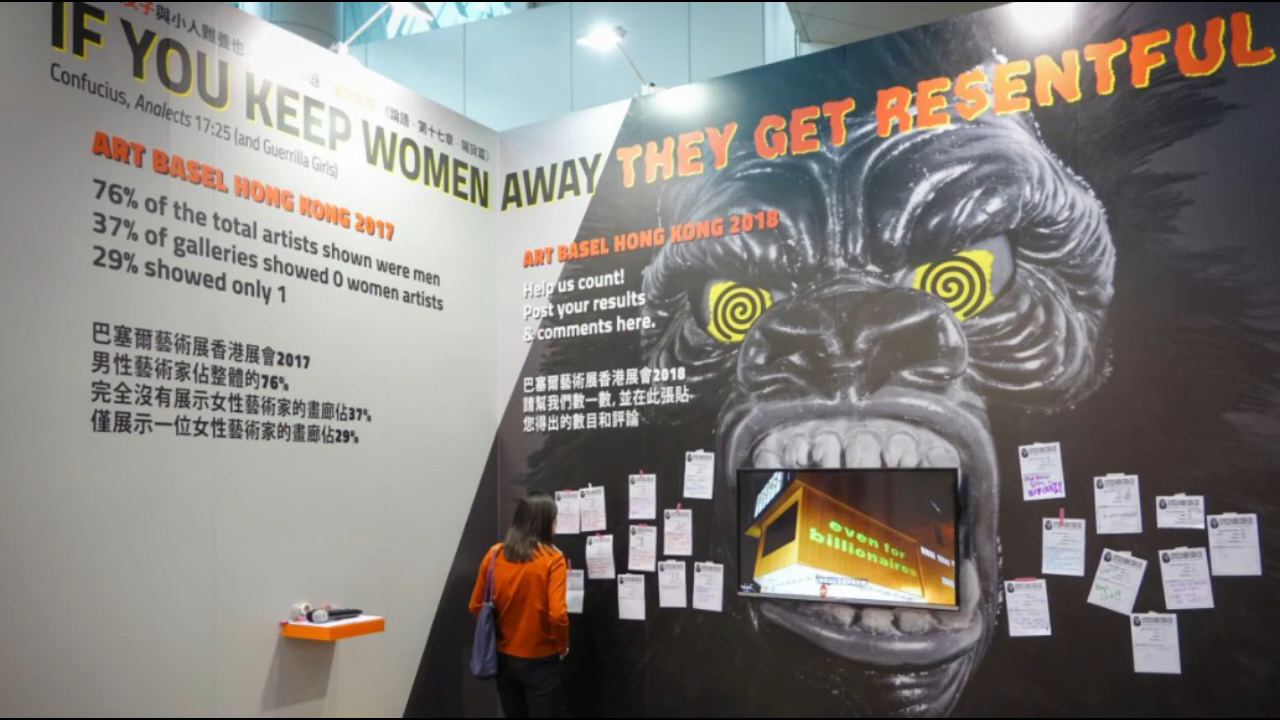 與小人難養也
《論語 · 第十七章 · 陽貨篇》
IF YOU KEEP WOMEN AWAY THEY GET RESENTFUL
Confucius, Analects 17:25 (and Guerrilla Girls)
ART BASEL HONG KONG 2017
76% of the total artists shown were men
37% of galleries showed 0 women artists
29% showed only 1
巴塞爾藝術展香港展會2017
男性藝術家佔整體的76%
完全沒有展示女性藝術家的畫廊佔37%
僅展示一位女性藝術家的畫廊佔29%
ART BASEL HONG KONG 2018
Help us count!
Post your results
& comments here.
巴塞爾藝術展香港展會2018
請幫我們數一數, 並在此張貼
您得出的數目和評論
even for
billionaires